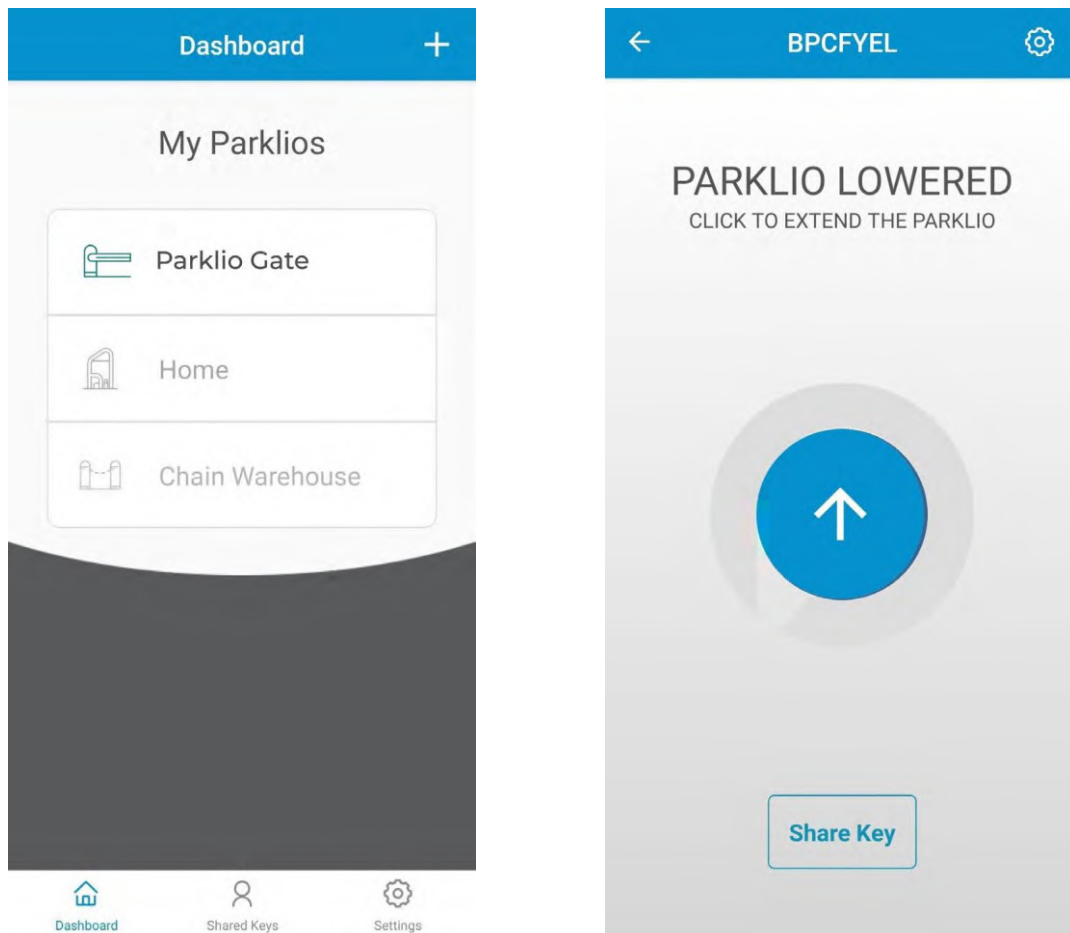 Dashboard
My Parklios
Parklio Gate
Home
Chain Warehouse
Dashboard
Shared Keys
Settings
BPCFYEL
PARKLIO LOWERED
CLICK TO EXTEND THE PARKLIO
Share Key